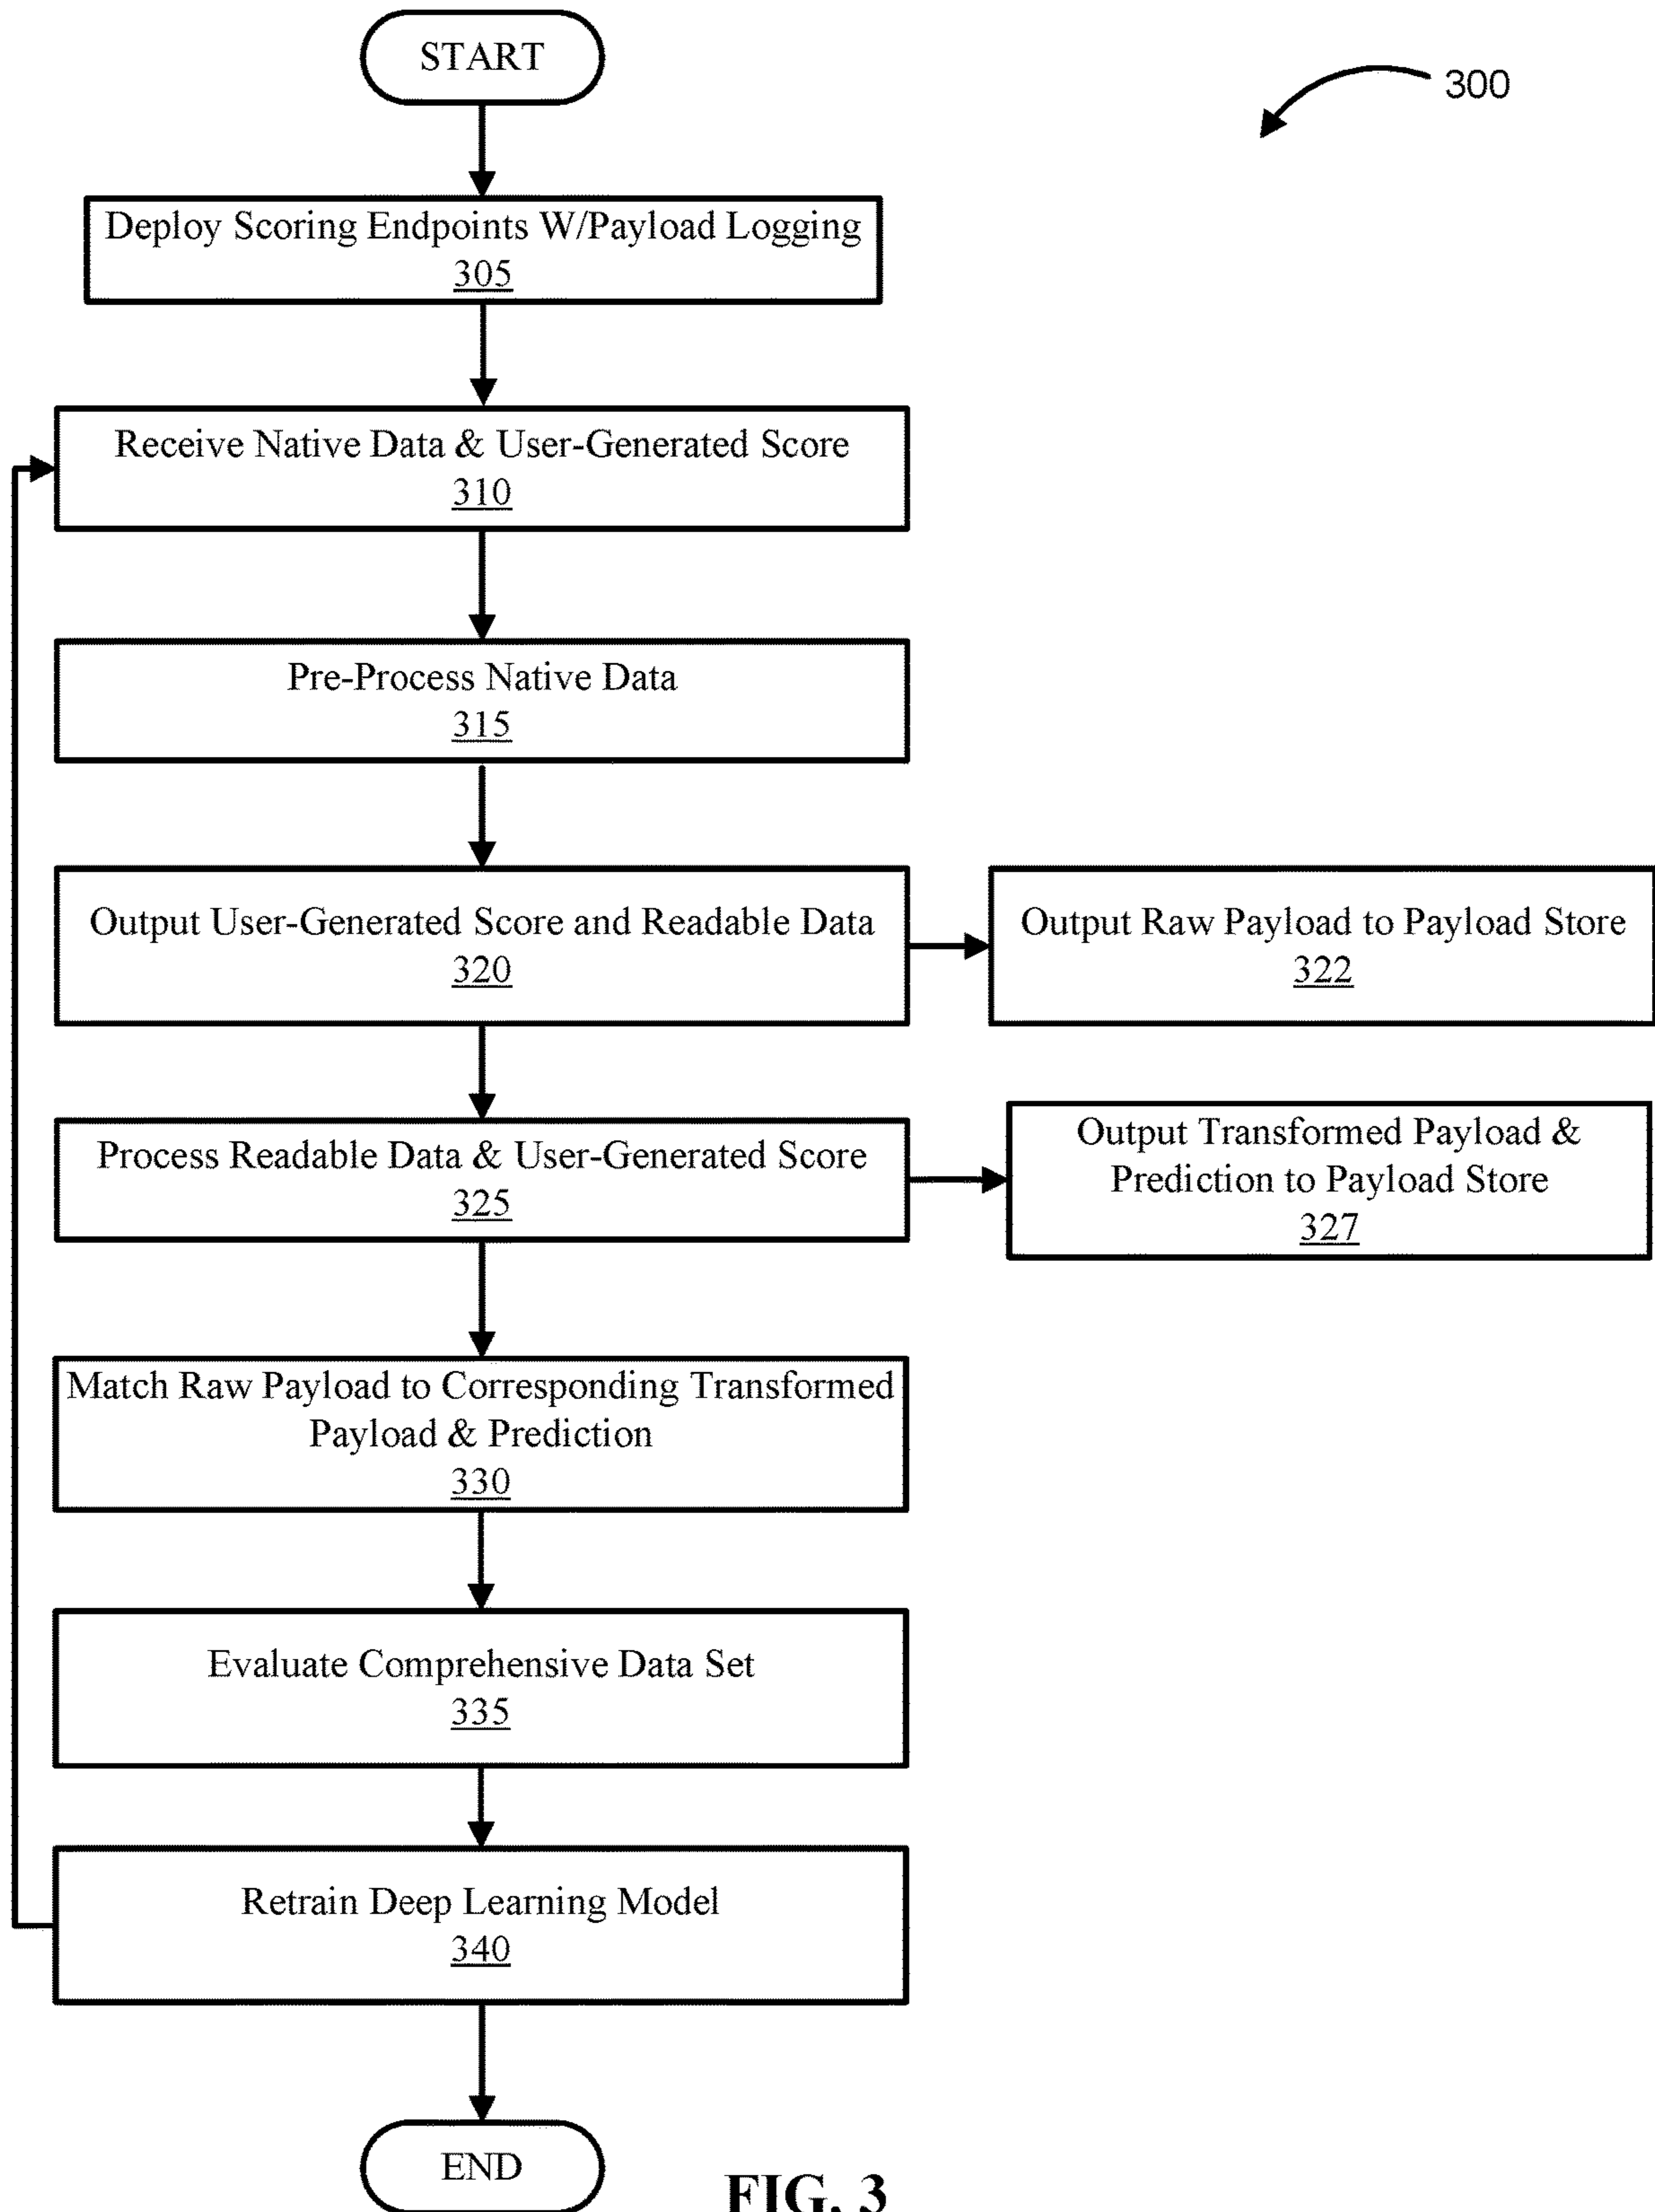 START
300
Deploy Scoring Endpoints W/Payload Logging
305
Receive Native Data & User-Generated Score
310
Pre-Process Native Data
315
Output User-Generated Score and Readable Data
320
Output Raw Payload to Payload Store
322
Process Readable Data & User-Generated Score
325
Output Transformed Payload &
Prediction to Payload Store
327
Match Raw Payload to Corresponding Transformed
Payload & Prediction
330
Evaluate Comprehensive Data Set
335
Retrain Deep Learning Model
340
END
FIG. 3